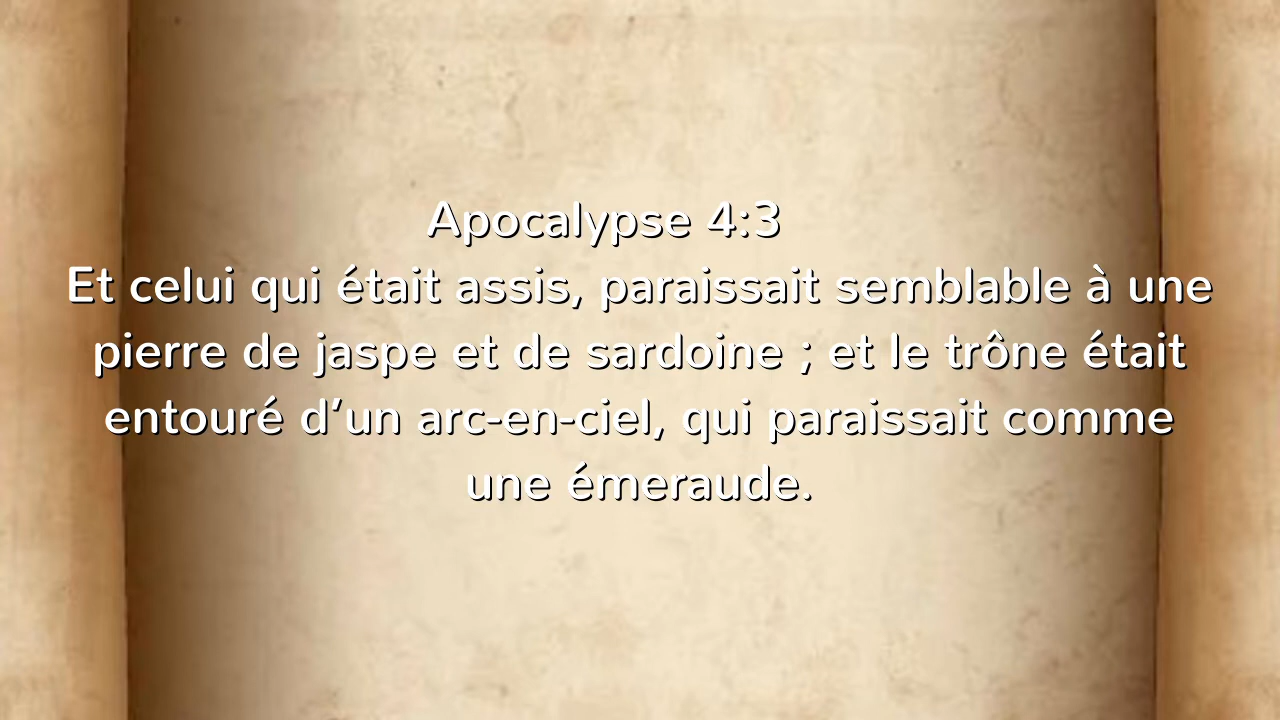 Apocalypse 4:3
Et celui qui était assis, paraissait semblable à une
pierre de jaspe et de sardoine ; et le trône était
entouré d’un arc-en-ciel, qui paraissait comme
une émeraude.